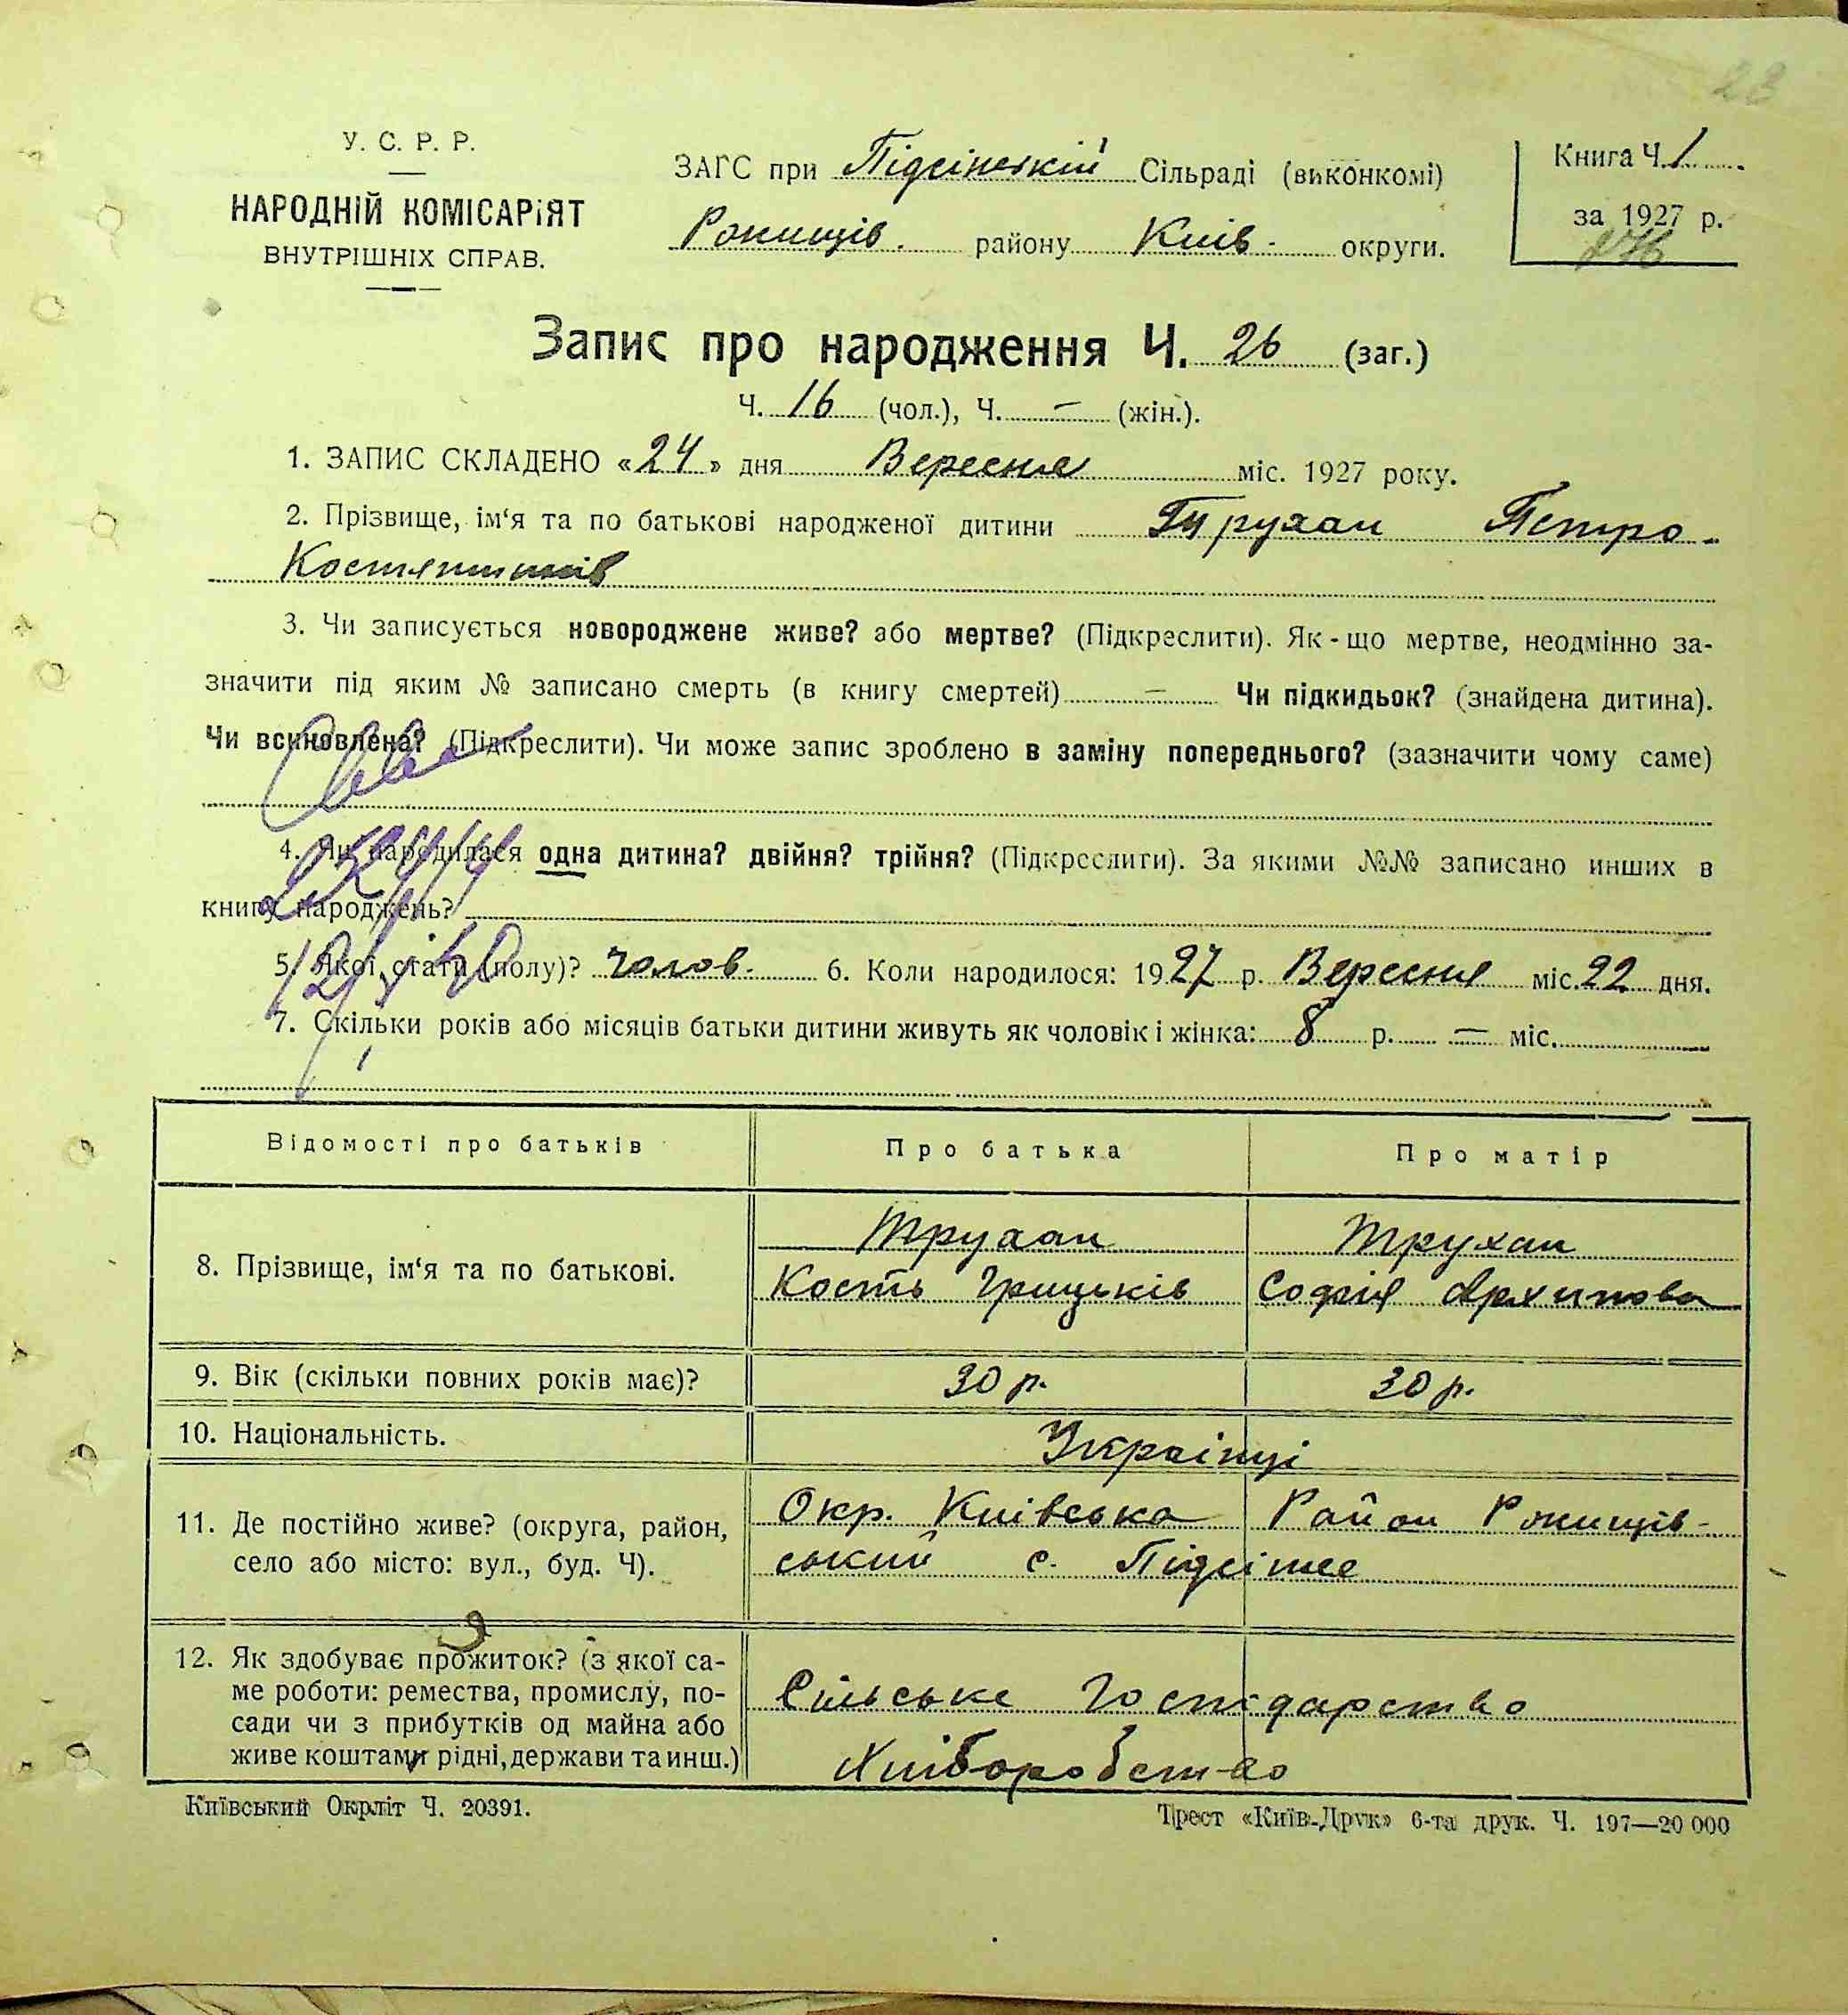 23
У. С. Р. Р.
НАРОДНІЙ КОМІСАРІЯТ
ВНУТРІШНІХ СПРАВ.
ЗАГС при Підсінській Сільраді (виконкомі)
Рокищів. району Київ- округи.
Книга Ч. 1
за 1927 р.
Запис про народження Ч. 26 (заг.)
Ч. 16 (чол.), Ч. — (жін.).
1. ЗАПИС СКЛАДЕНО «24» дня Вересня міс. 1927 року.
2. Прізвище, ім'я та по батькові народженої дитини Трухан Петро
Костянтинів
3. Чи записується новороджене живе? або мертве? (Підкреслити). Як-що мертве, неодмінно за-
значити під яким № записано смерть (в книгу смертей) — Чи підкидьок? (знайдена дитина).
Чи всиновлена? (Підкреслити). Чи може запис зроблено в заміну попереднього? (зазначити чому саме)
4. Чи народилася одна дитина? двійня? трійня? (Підкреслити). За якими №№ записано инших в
книгу народжень?
5. Якої стати (полу)? чолов. 6. Коли народилося: 1927 р. Вересня міс. 22 дня.
7. Скільки років або місяців батьки дитини живуть як чоловік і жінка: 8 р. — міс.
Відомості про батьків Про батька Про матір
8. Прізвище, ім'я та по батькові. Трухан Трухан
Кость Грицьків Софія Архипова
9. Вік (скільки повних років має)? 30 р. 30 р.
10. Національність. Українці
11. Де постійно живе? (округа, район, Окр. Київська Район Рокищів-
село або місто: вул., буд. Ч). ський с. Підсінне
12. Як здобуває прожиток? (з якої са-
ме роботи: ремества, промислу, по- Сільське Господарство
сади чи з прибутків од майна або
живе коштами рідні, держави та инш.) Хліборобство
Київський Окрліт Ч. 20391.
Трест «Київ-Друк» 6-та друк. Ч. 197—20 000